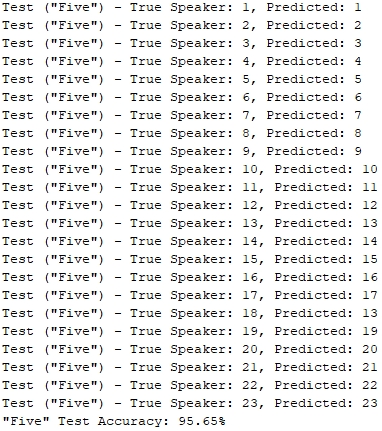 Test ("Five") - True Speaker: 1, Predicted: 1
Test ("Five") - True Speaker: 2, Predicted: 2
Test ("Five") - True Speaker: 3, Predicted: 3
Test ("Five") - True Speaker: 4, Predicted: 4
Test ("Five") - True Speaker: 5, Predicted: 5
Test ("Five") - True Speaker: 6, Predicted: 6
Test ("Five") - True Speaker: 7, Predicted: 7
Test ("Five") - True Speaker: 8, Predicted: 8
Test ("Five") - True Speaker: 9, Predicted: 9
Test ("Five") - True Speaker: 10, Predicted: 10
Test ("Five") - True Speaker: 11, Predicted: 11
Test ("Five") - True Speaker: 12, Predicted: 12
Test ("Five") - True Speaker: 13, Predicted: 13
Test ("Five") - True Speaker: 14, Predicted: 14
Test ("Five") - True Speaker: 15, Predicted: 15
Test ("Five") - True Speaker: 16, Predicted: 16
Test ("Five") - True Speaker: 17, Predicted: 17
Test ("Five") - True Speaker: 18, Predicted: 13
Test ("Five") - True Speaker: 19, Predicted: 19
Test ("Five") - True Speaker: 20, Predicted: 20
Test ("Five") - True Speaker: 21, Predicted: 21
Test ("Five") - True Speaker: 22, Predicted: 22
Test ("Five") - True Speaker: 23, Predicted: 23
"Five" Test Accuracy: 95.65%